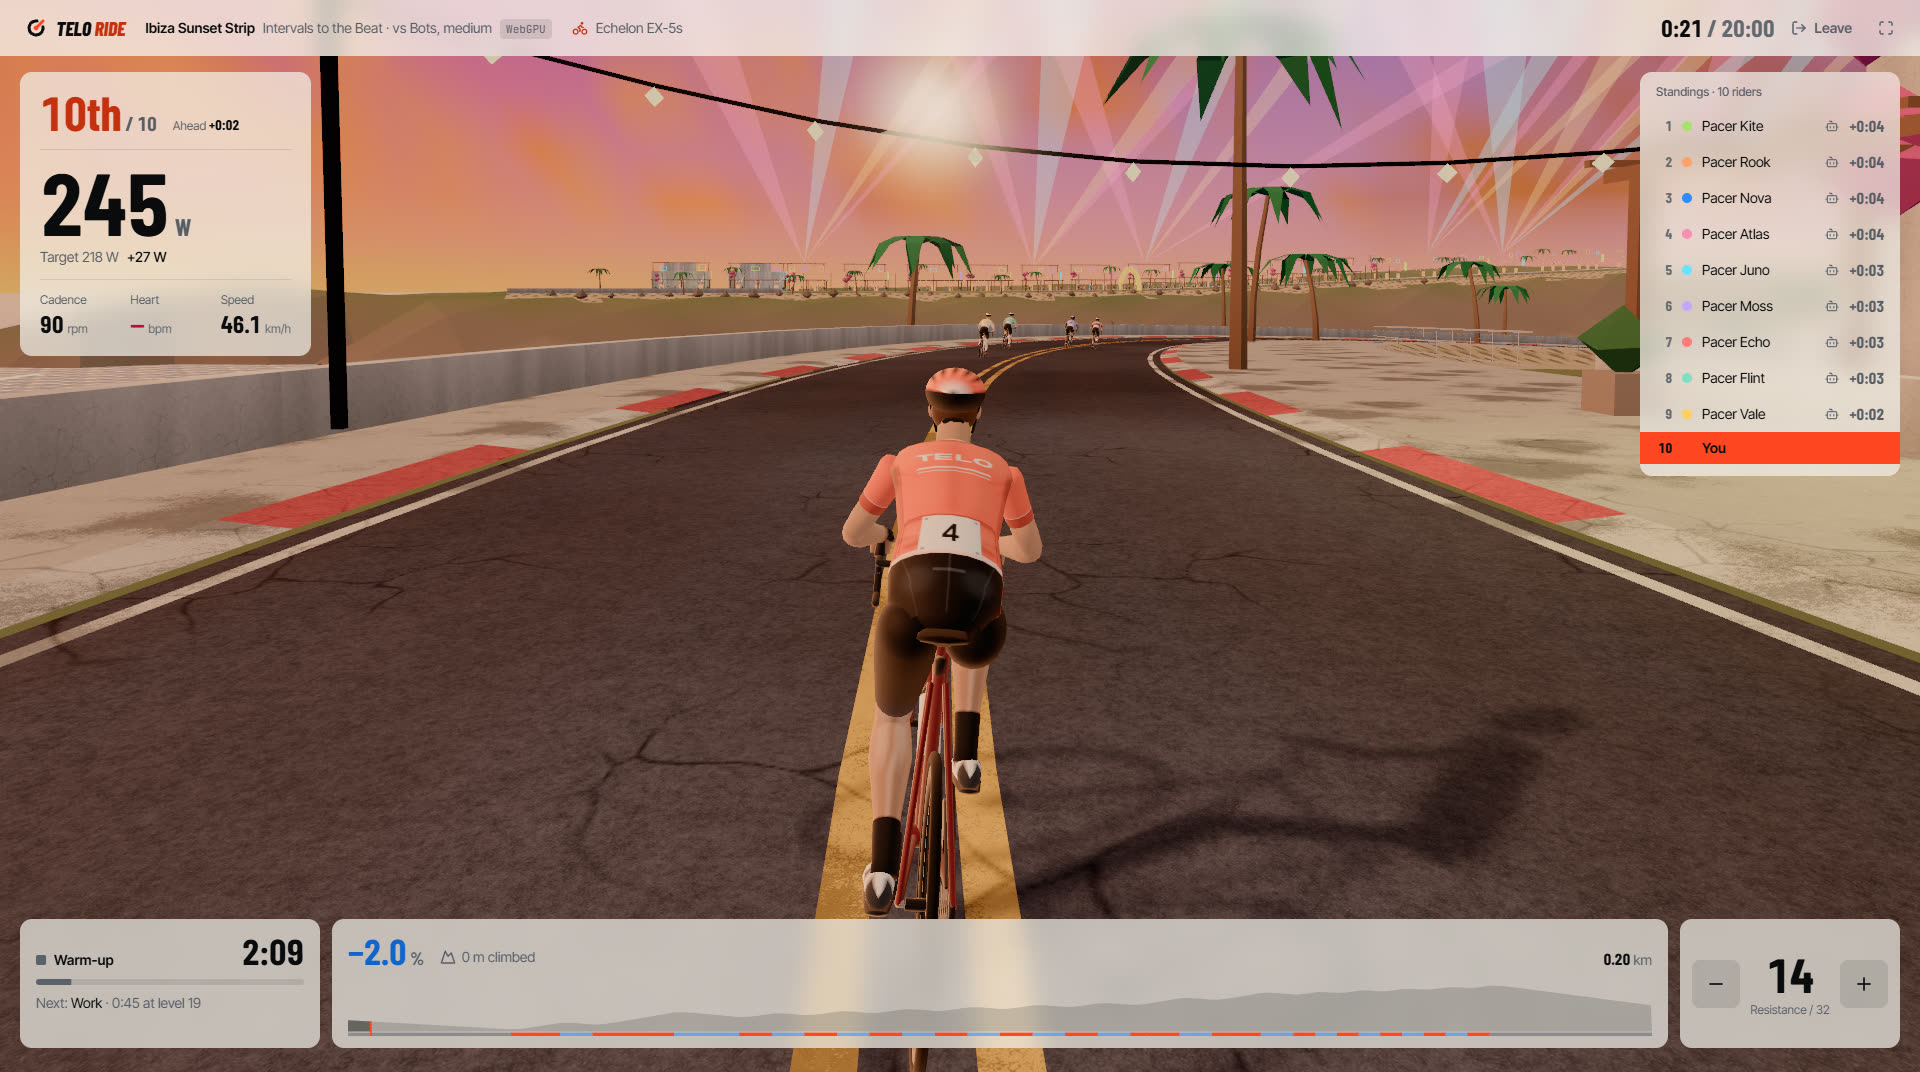 TELO RIDE Ibiza Sunset Strip Intervals to the Beat · vs Bots, medium WebGPU Echelon EX-5s 0:21 / 20:00 Leave
10th / 10 Ahead +0:02
245 W
Target 218 W +27 W
Cadence Heart Speed
90 rpm – bpm 46.1 km/h
Standings · 10 riders
1 Pacer Kite +0:04
2 Pacer Rook +0:04
3 Pacer Nova +0:04
4 Pacer Atlas +0:04
5 Pacer Juno +0:03
6 Pacer Moss +0:03
7 Pacer Echo +0:03
8 Pacer Flint +0:03
9 Pacer Vale +0:02
10 You
TELO
4
Warm-up 2:09
Next: Work · 0:45 at level 19
−2.0 % 0 m climbed 0.20 km
− 14 +
Resistance / 32